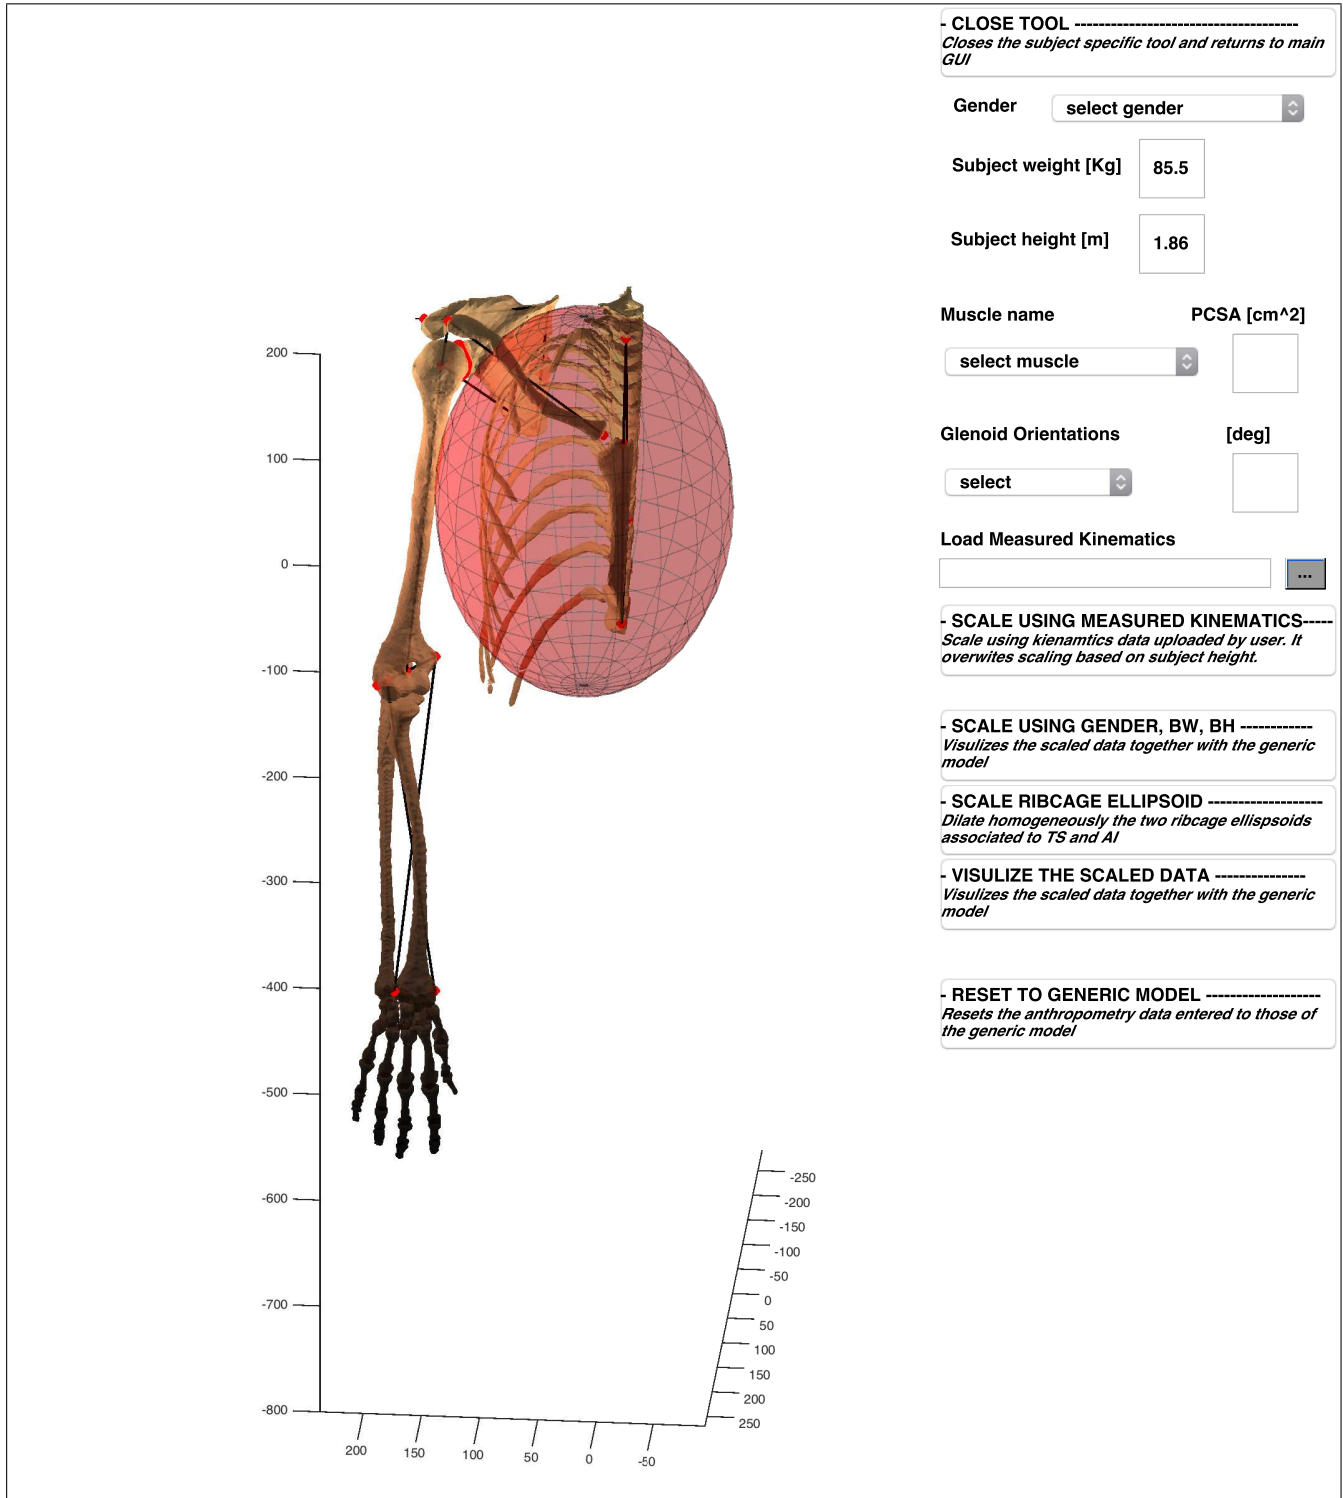 - CLOSE TOOL -------------------------------------
Closes the subject specific tool and returns to main
GUI
Gender select gender
Subject weight [Kg] 85.5
Subject height [m] 1.86
Muscle name PCSA [cm^2]
select muscle
Glenoid Orientations [deg]
select
Load Measured Kinematics
...
- SCALE USING MEASURED KINEMATICS-----
Scale using kienamtics data uploaded by user. It
overwites scaling based on subject height.
- SCALE USING GENDER, BW, BH ------------
Visulizes the scaled data together with the generic
model
- SCALE RIBCAGE ELLIPSOID -------------------
Dilate homogeneously the two ribcage ellispsoids
associated to TS and AI
- VISULIZE THE SCALED DATA ---------------
Visulizes the scaled data together with the generic
model
- RESET TO GENERIC MODEL -------------------
Resets the anthropometry data entered to those of
the generic model
200
100
0
-100
-200
-300
-400
-500
-600
-700
-800
200 150 100 50 0 -50
-250
-200
-150
-100
-50
0
50
100
150
200
250